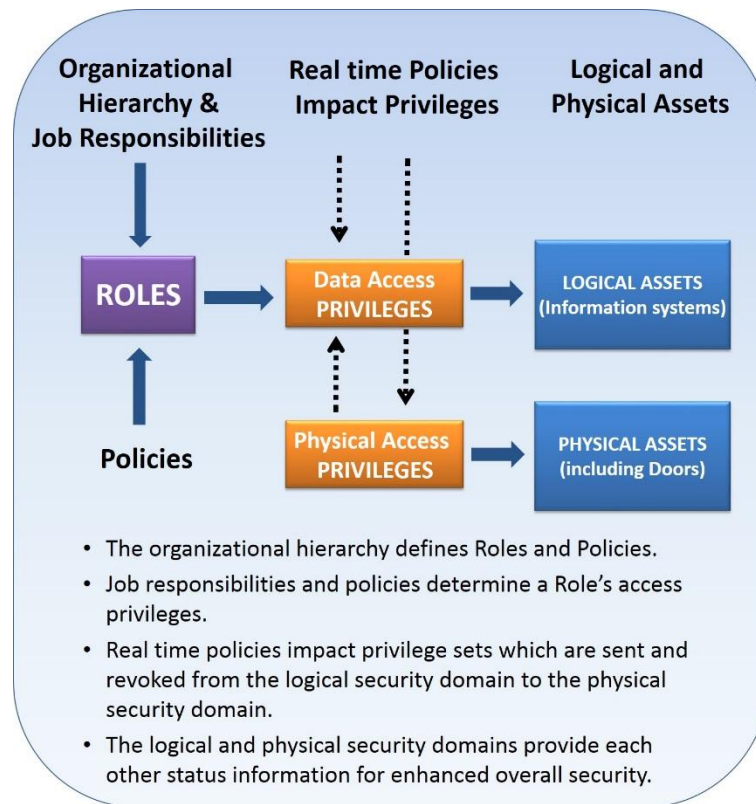 Organizational
Hierarchy &
Job Responsibilities
Real time Policies
Impact Privileges
Logical and
Physical Assets
ROLES
Data Access
PRIVILEGES
LOGICAL ASSETS
(Information systems)
Policies
Physical Access
PRIVILEGES
PHYSICAL ASSETS
(including Doors)
• The organizational hierarchy defines Roles and Policies.
• Job responsibilities and policies determine a Role’s access
privileges.
• Real time policies impact privilege sets which are sent and
revoked from the logical security domain to the physical
security domain.
• The logical and physical security domains provide each
other status information for enhanced overall security.